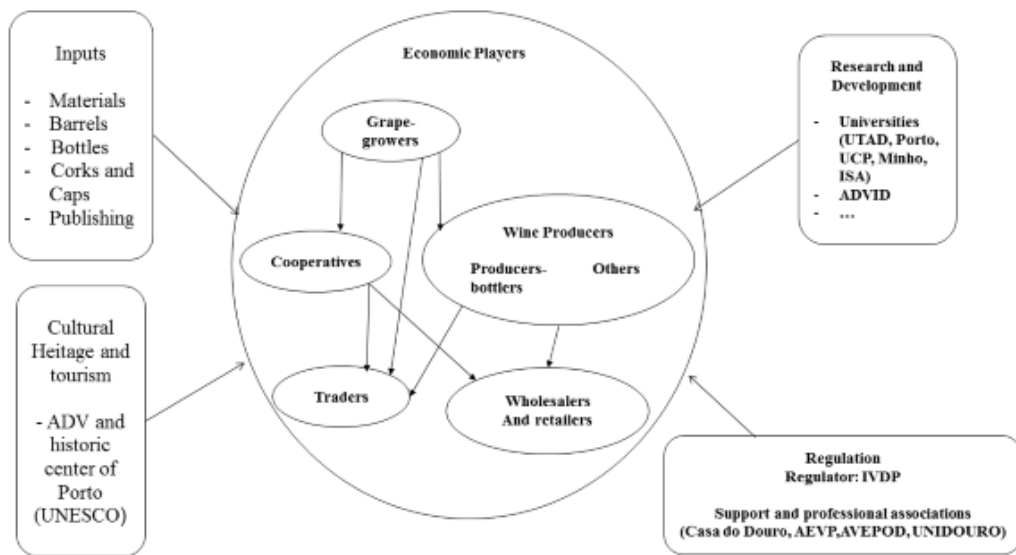 Inputs
- Materials
- Barrels
- Bottles
- Corks and
Caps
- Publishing
Cultural
Heitage and
tourism
- ADV and
historic
center of
Porto
(UNESCO)
Economic Players
Grape-
growers
Cooperatives
Wine Producers
Producers- Others
bottlers
Traders
Wholesalers
And retailers
Research and
Development
- Universities
(UTAD, Porto,
UCP, Minho,
ISA)
- ADVID
- ...
Regulation
Regulator: IVDP
Support and professional associations
(Casa do Douro, AEVP,AVEPOD, UNIDOURO)